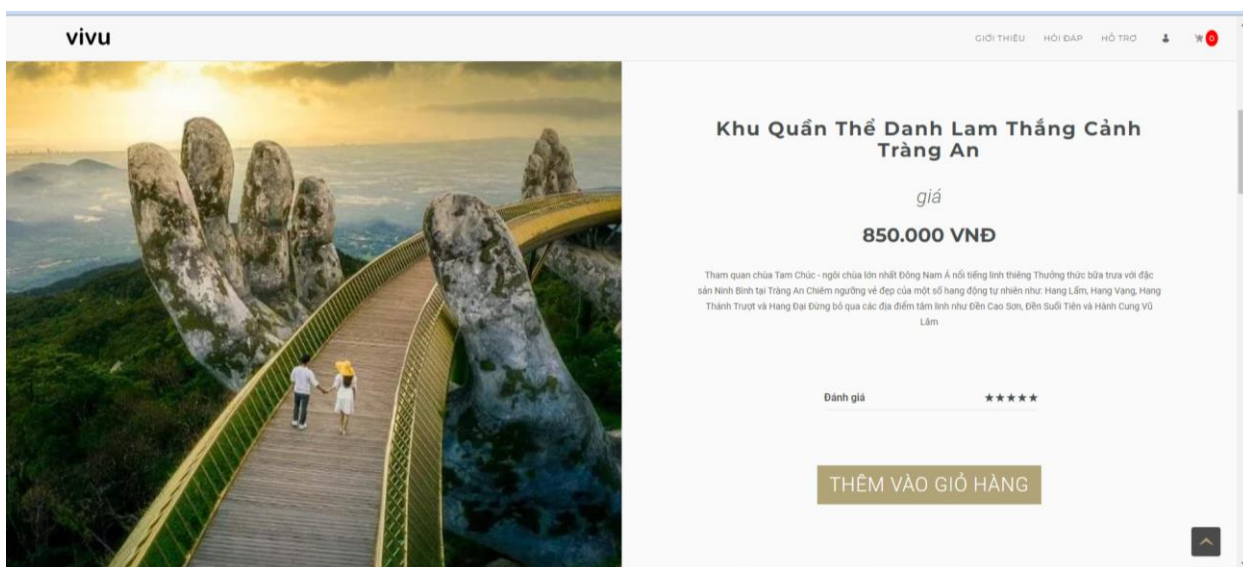 vivu
GIỚI THIỆU HỎI ĐÁP HỖ TRỢ 0
Khu Quần Thể Danh Lam Thắng Cảnh
Tràng An
giá
850.000 VNĐ
Tham quan chùa Tam Chúc - ngôi chùa lớn nhất Đông Nam Á nổi tiếng linh thiêng Thưởng thức bữa trưa với đặc
sản Ninh Bình tại Tràng An Chiêm ngưỡng vẻ đẹp của một số hang động tự nhiên như: Hang Lấm, Hang Vạng, Hang
Thánh Trượt và Hang Đại Đừng bỏ qua các địa điểm tâm linh như Đền Cao Sơn, Đền Suối Tiên và Hành Cung Vũ
Lâm
Đánh giá ★★★★★
THÊM VÀO GIỎ HÀNG